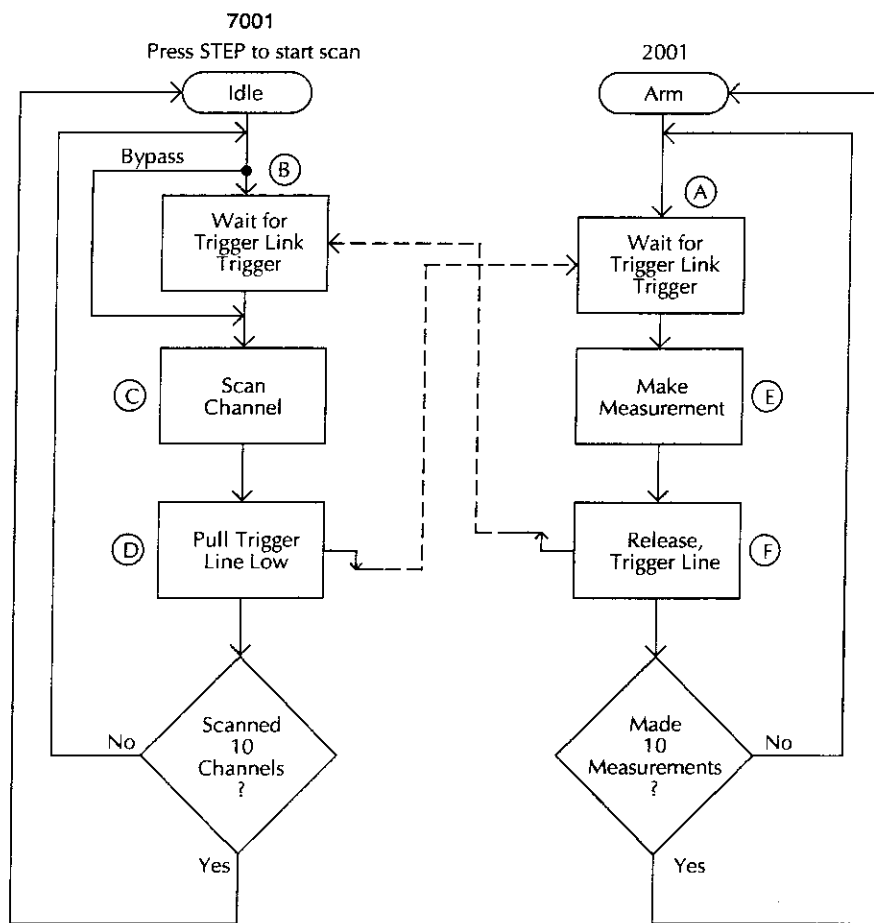 7001
Press STEP to start scan
Idle
Bypass
B
Wait for
Trigger Link
Trigger
C
Scan
Channel
D
Pull Trigger
Line Low
No
Scanned
10
Channels
?
Yes
2001
Arm
A
Wait for
Trigger Link
Trigger
Make
Measurement
E
Release,
Trigger Line
F
Made
10
Measurements
?
No
Yes